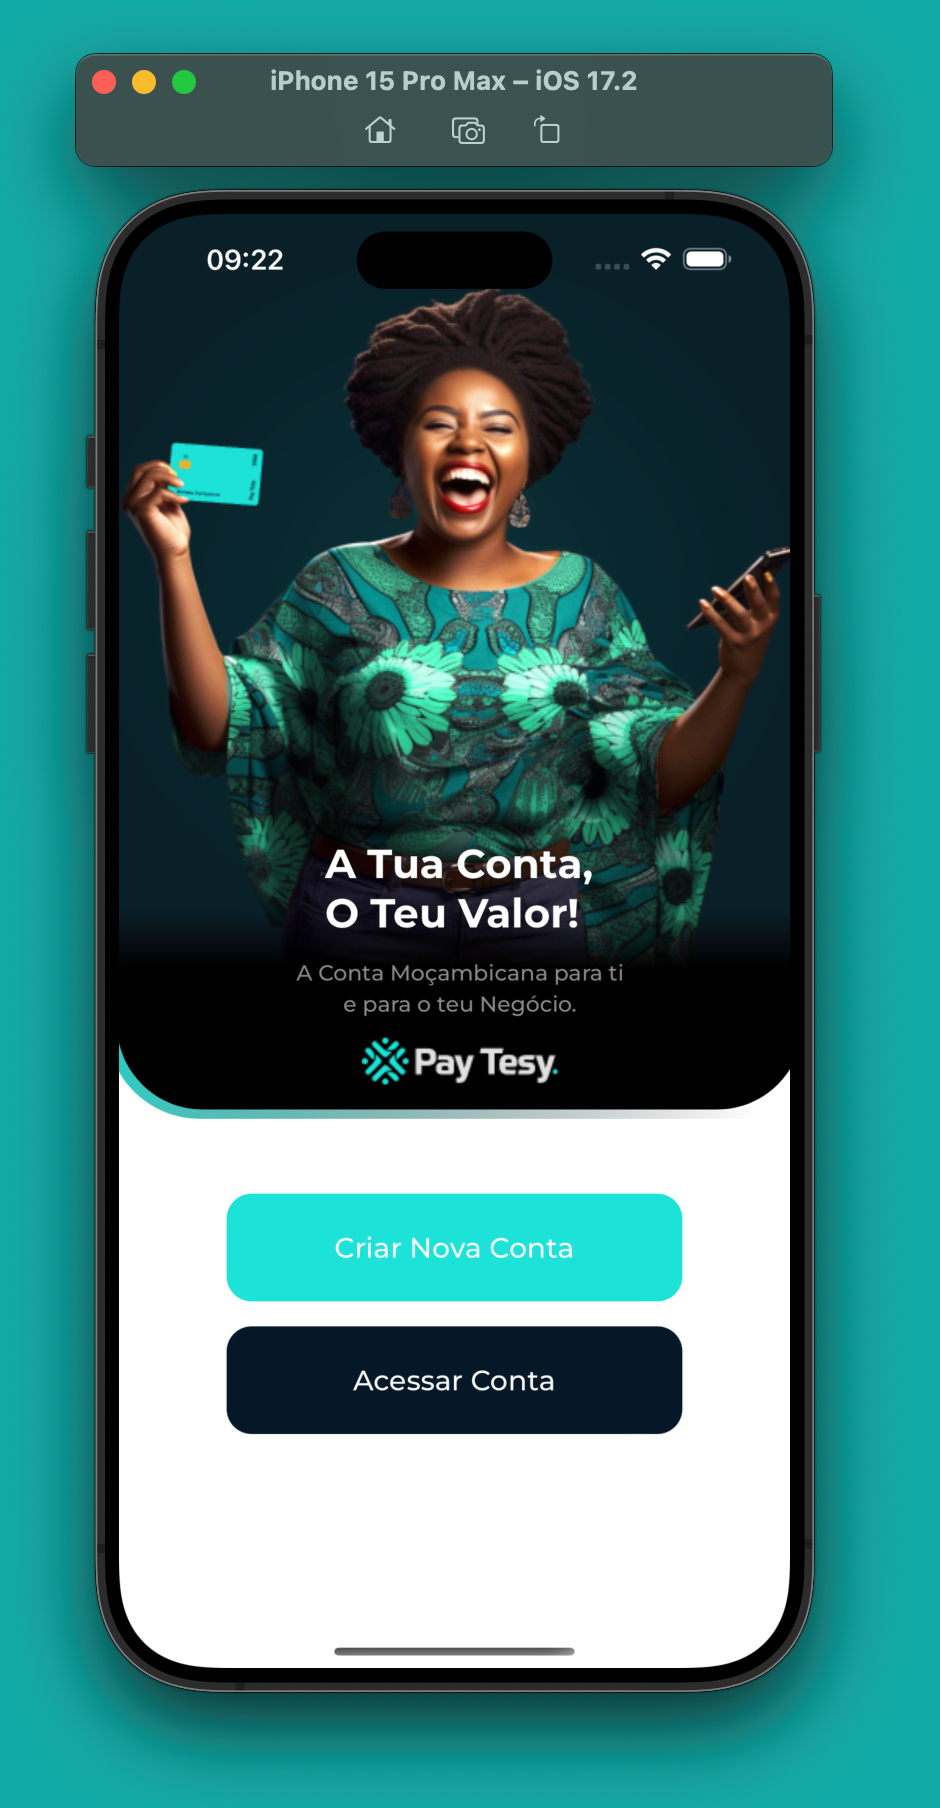 iPhone 15 Pro Max – iOS 17.2
09:22
A Tua Conta,
O Teu Valor!
A Conta Moçambicana para ti
e para o teu Negócio.
Pay Tesy.
Criar Nova Conta
Acessar Conta